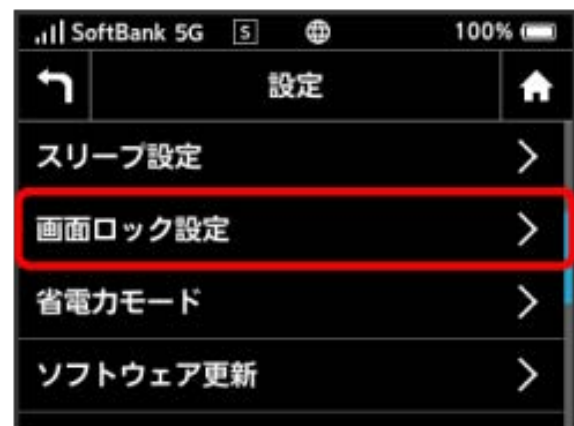 SoftBank 5G S 100%
設定
スリープ設定
画面ロック設定
省電力モード
ソフトウェア更新